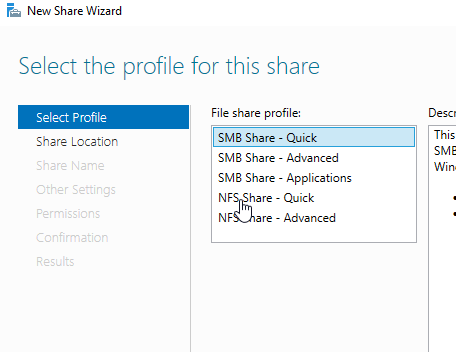 New Share Wizard
Select the profile for this share
Select Profile
Share Location
Share Name
Other Settings
Permissions
Confirmation
Results
File share profile:
SMB Share - Quick
SMB Share - Advanced
SMB Share - Applications
NFS Share - Quick
NFS Share - Advanced
Descr
This
SMB
Wind